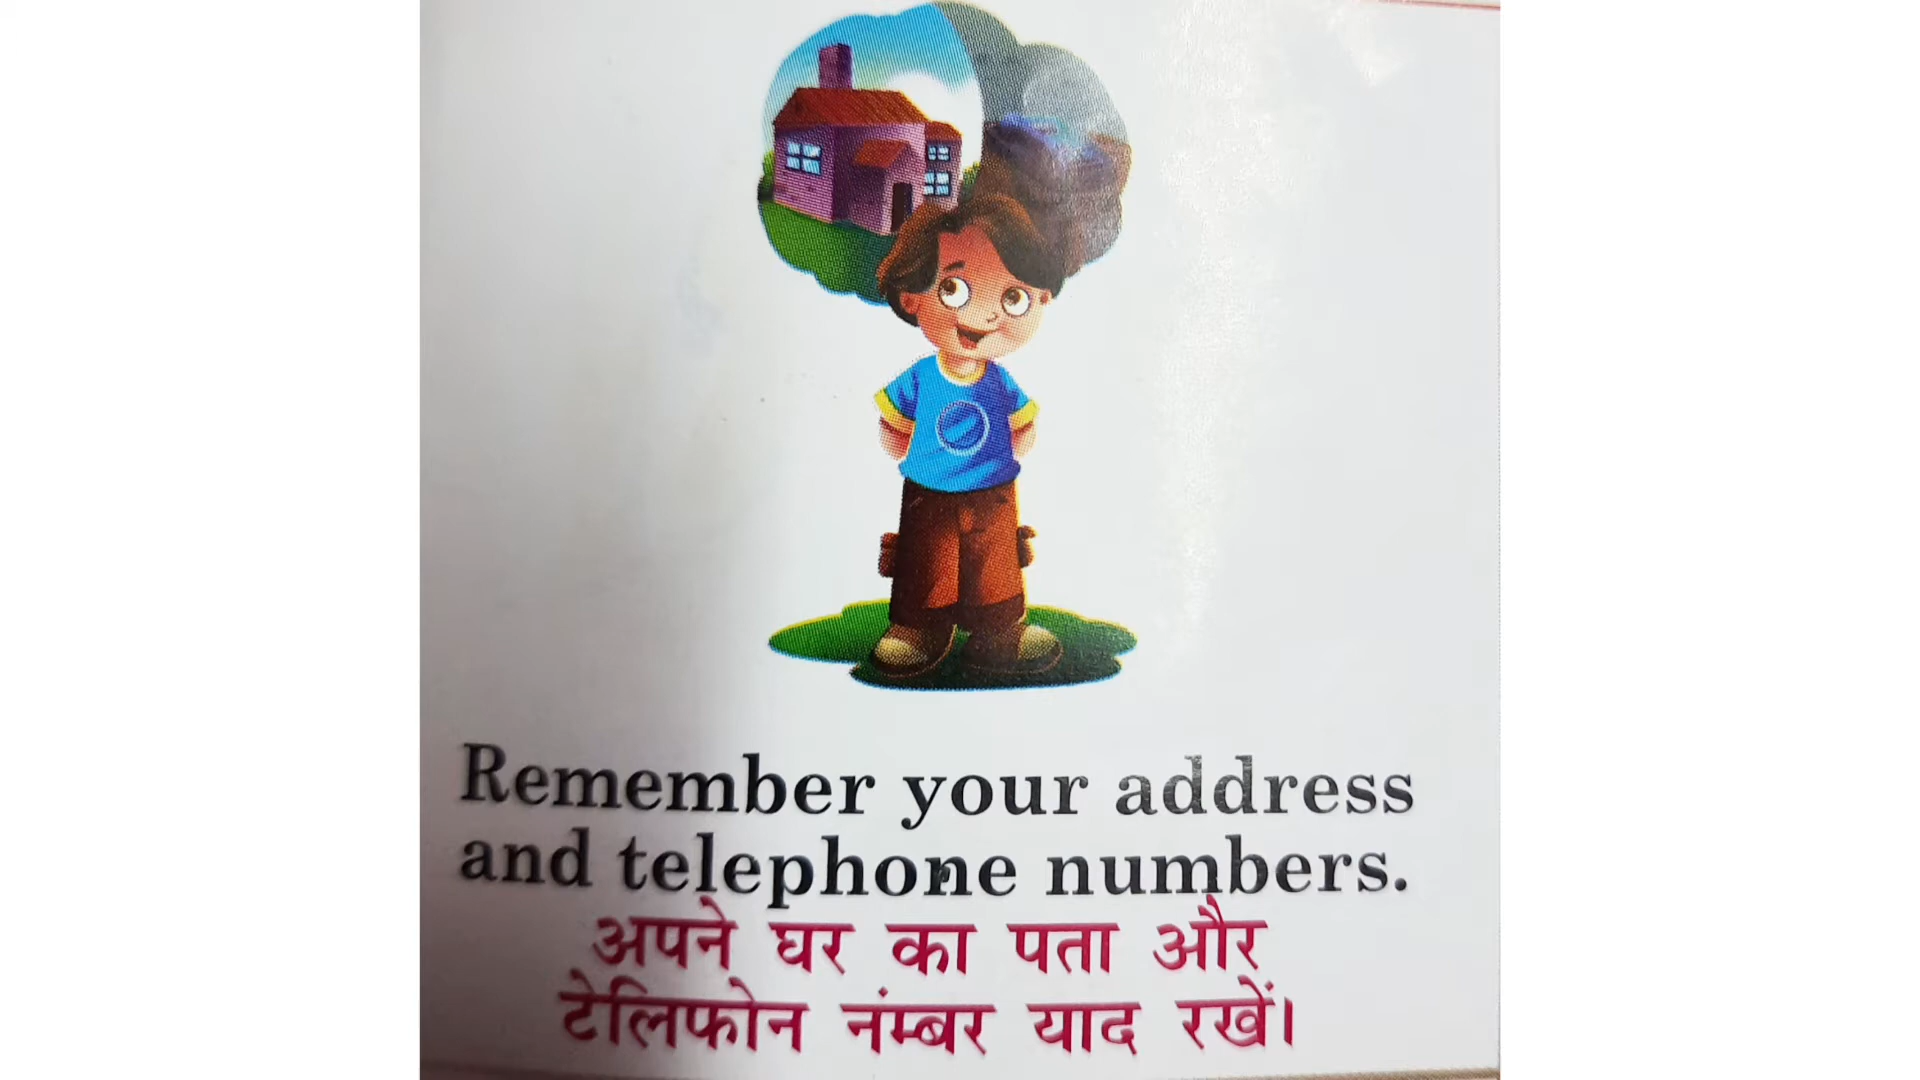 Remember your address
and telephone numbers.
अपने घर का पता और
टेलिफोन नंम्बर याद रखें।